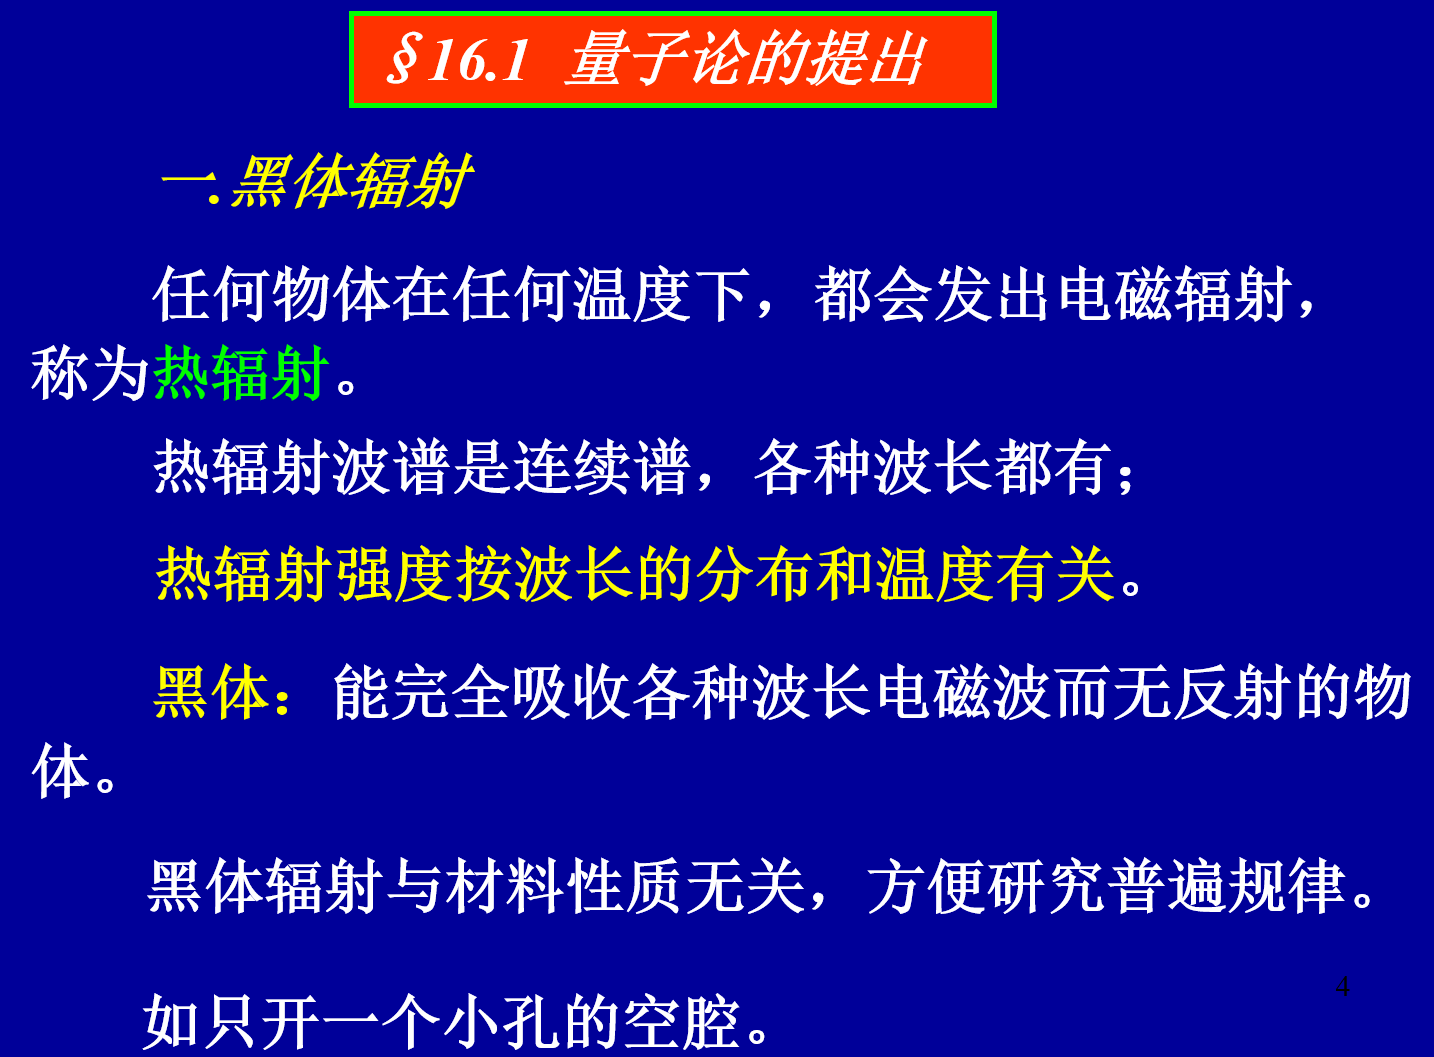 §16.1 量子论的提出
一.黑体辐射
任何物体在任何温度下，都会发出电磁辐射，
称为热辐射。
热辐射波谱是连续谱，各种波长都有；
热辐射强度按波长的分布和温度有关。
黑体：能完全吸收各种波长电磁波而无反射的物
体。
黑体辐射与材料性质无关，方便研究普遍规律。
4
如只开一个小孔的空腔。